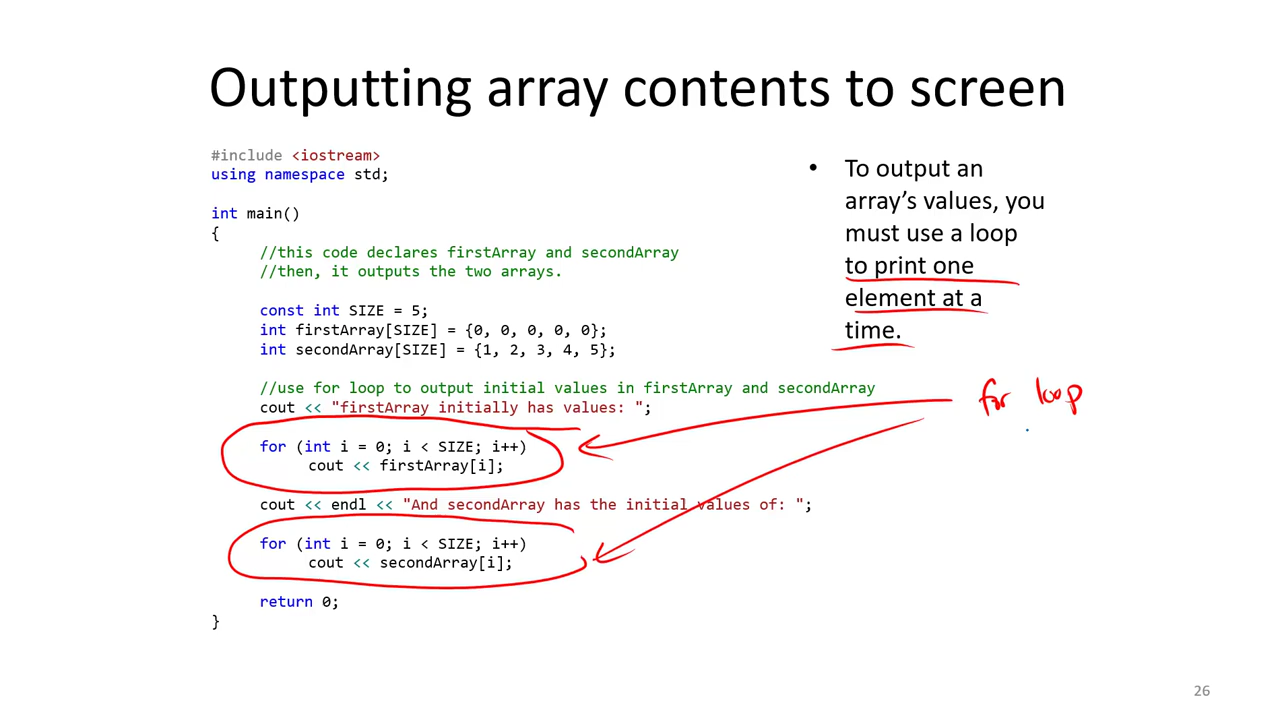 Outputting array contents to screen
#include <iostream>
using namespace std;
int main()
{
//this code declares firstArray and secondArray
//then, it outputs the two arrays.
const int SIZE = 5;
int firstArray[SIZE] = {0, 0, 0, 0, 0};
int secondArray[SIZE] = {1, 2, 3, 4, 5};
//use for loop to output initial values in firstArray and secondArray
cout << "firstArray initially has values: ";
for (int i = 0; i < SIZE; i++)
cout << firstArray[i];
cout << endl << "And secondArray has the initial values of: ";
for (int i = 0; i < SIZE; i++)
cout << secondArray[i];
return 0;
}
• To output an
array’s values, you
must use a loop
to print one
element at a
time.
for loop
26